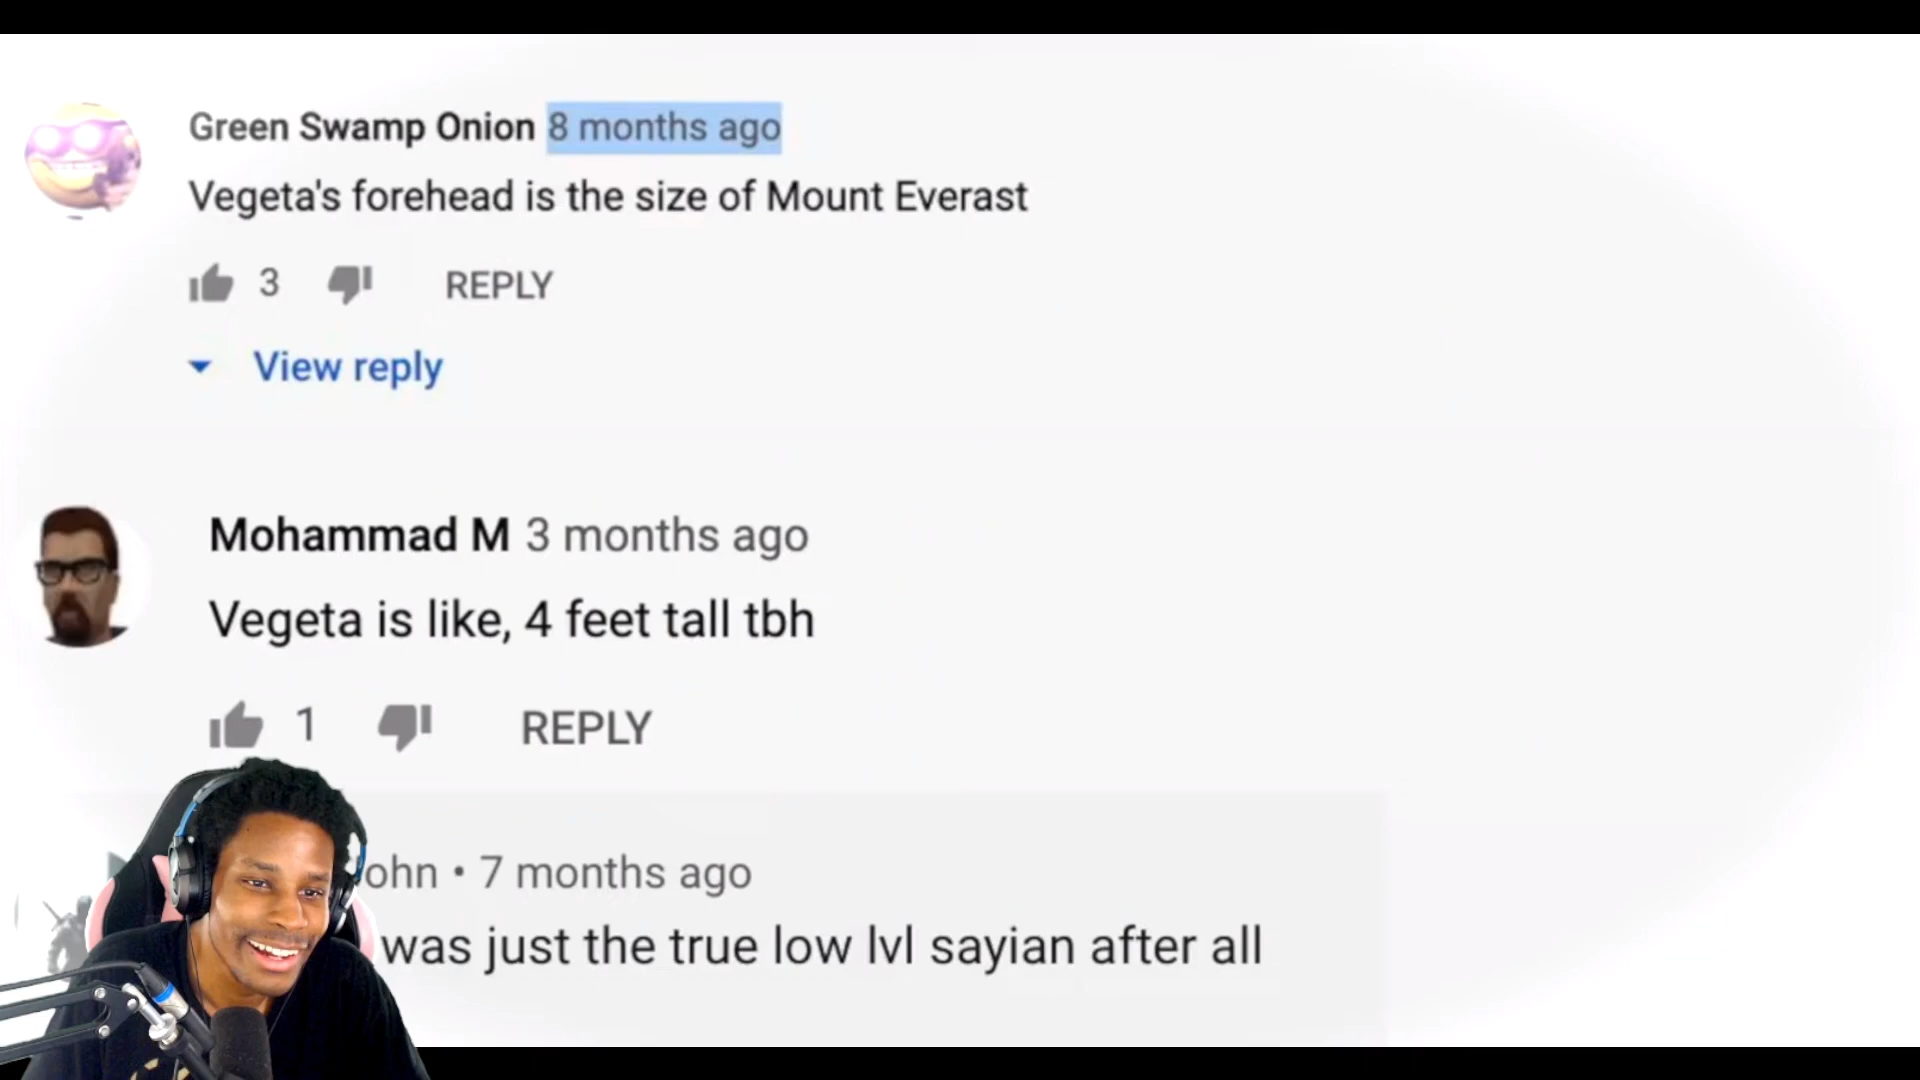 Green Swamp Onion 8 months ago
Vegeta's forehead is the size of Mount Everast
3 REPLY
View reply
Mohammad M 3 months ago
Vegeta is like, 4 feet tall tbh
1 REPLY
ohn • 7 months ago
was just the true low lvl sayian after all